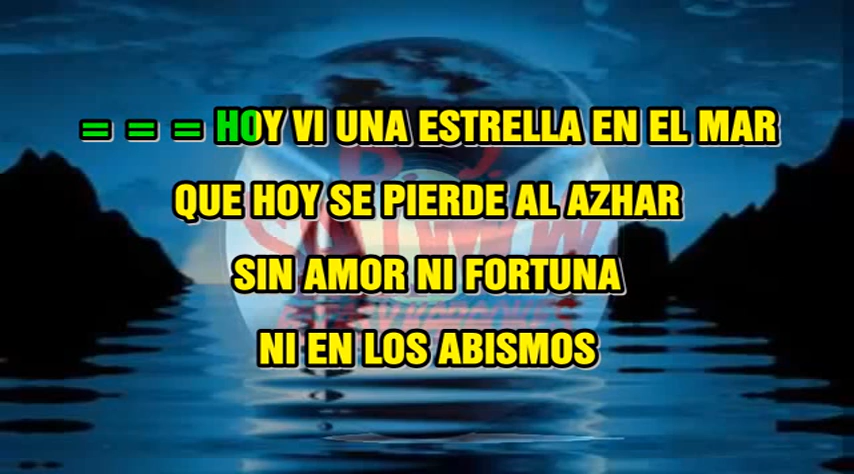 = = = HOY VI UNA ESTRELLA EN EL MAR
QUE HOY SE PIERDE AL AZHAR
SIN AMOR NI FORTUNA
NI EN LOS ABISMOS